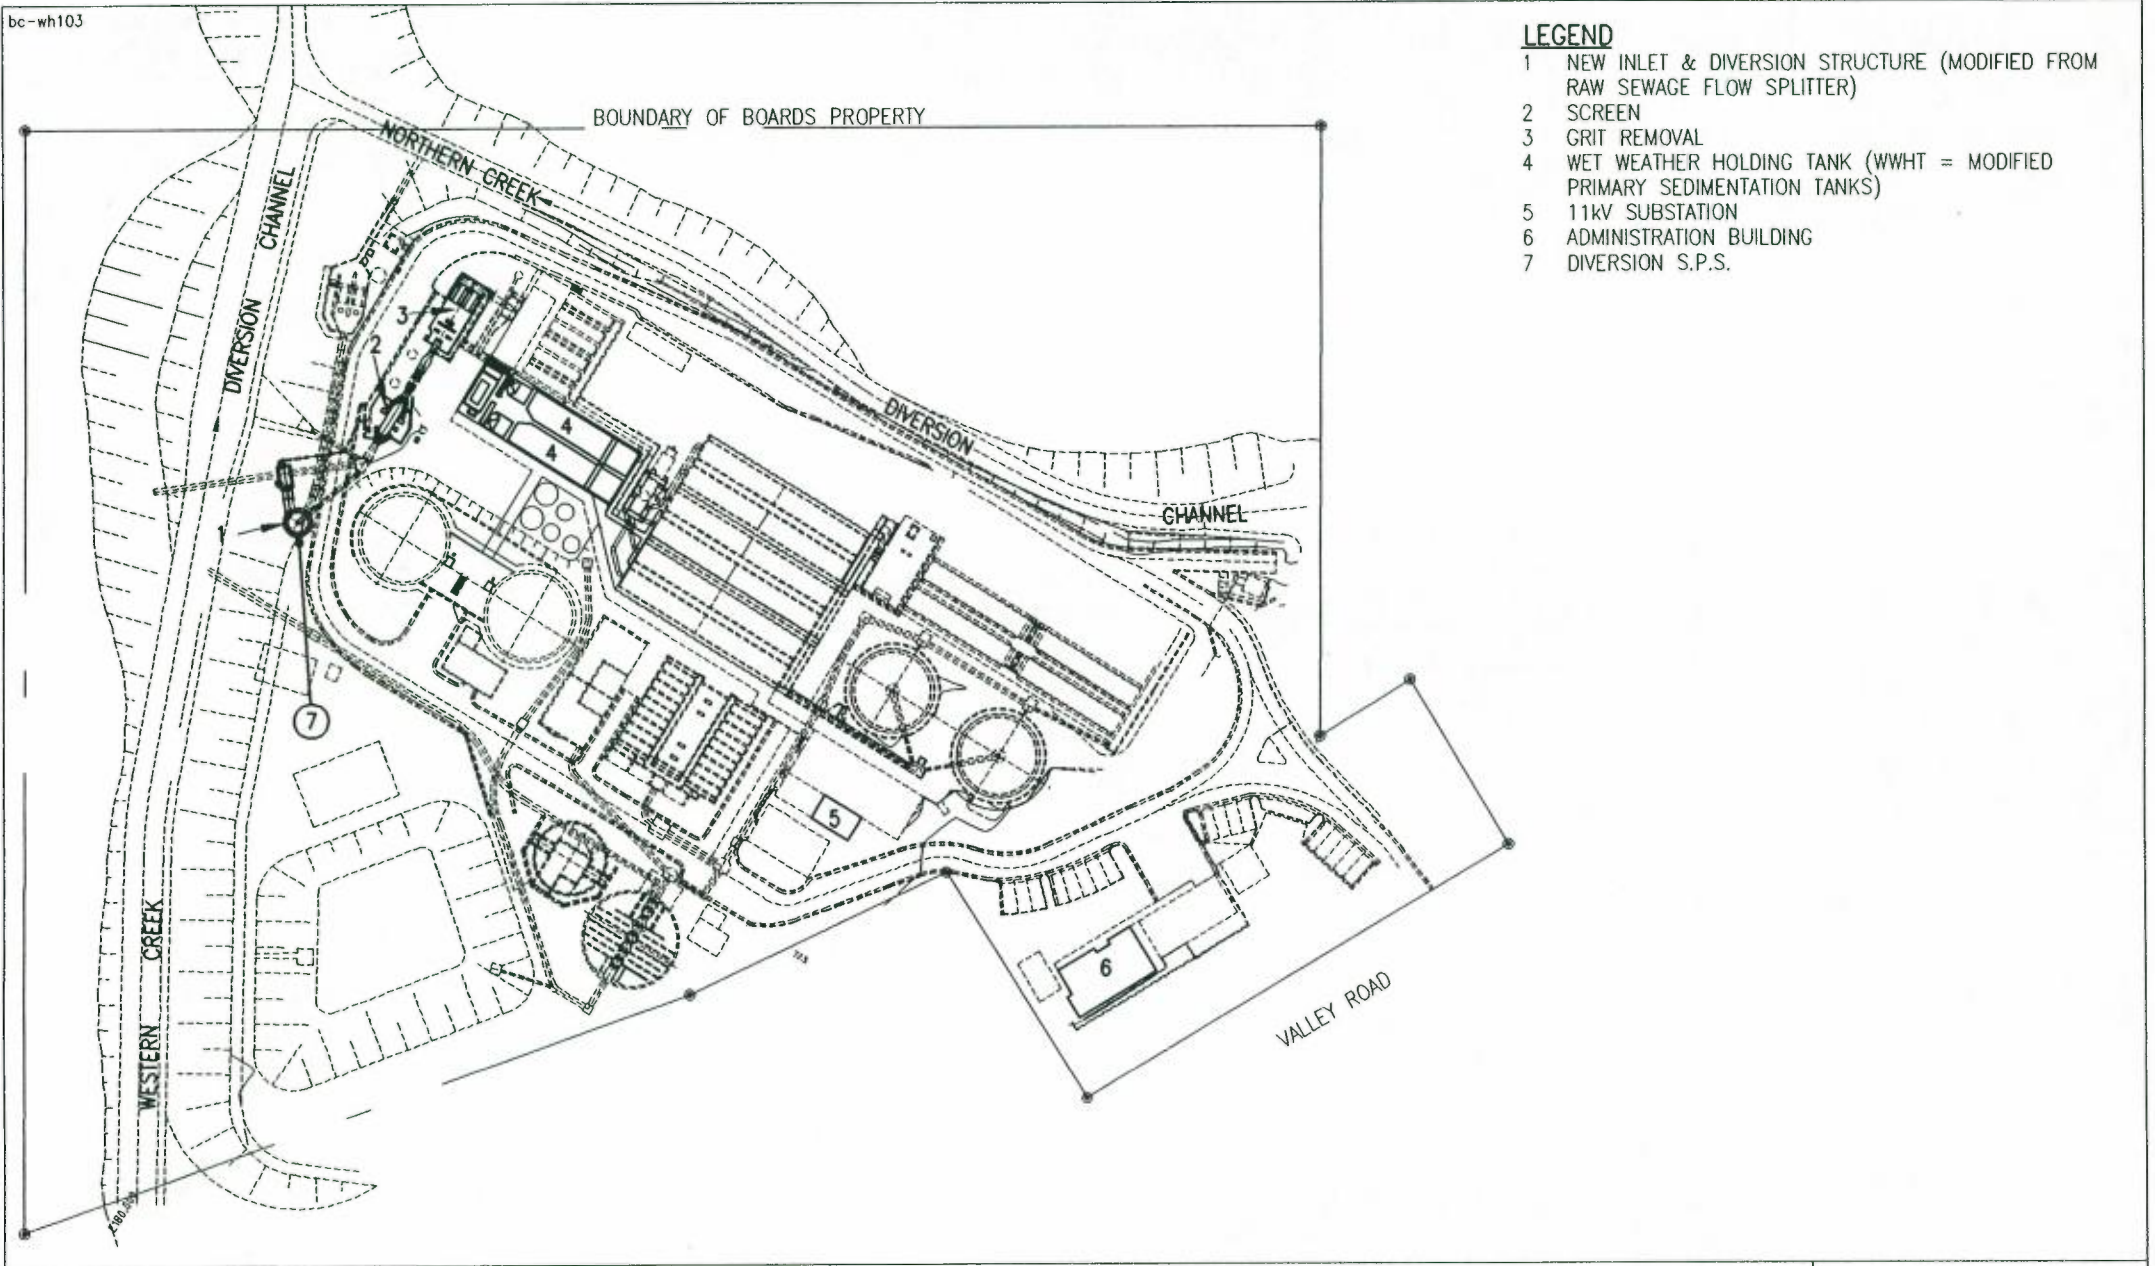 bc-wh103
LEGEND
1 NEW INLET & DIVERSION STRUCTURE (MODIFIED FROM
RAW SEWAGE FLOW SPLITTER)
2 SCREEN
3 GRIT REMOVAL
4 WET WEATHER HOLDING TANK (WWHT = MODIFIED
PRIMARY SEDIMENTATION TANKS)
5 11kV SUBSTATION
6 ADMINISTRATION BUILDING
7 DIVERSION S.P.S.
BOUNDARY OF BOARDS PROPERTY
NORTHERN CREEK
DIVERSION CHANNEL
3
2
4
4
DIVERSION
CHANNEL
1
7
5
6
VALLEY ROAD
WESTERN CREEK